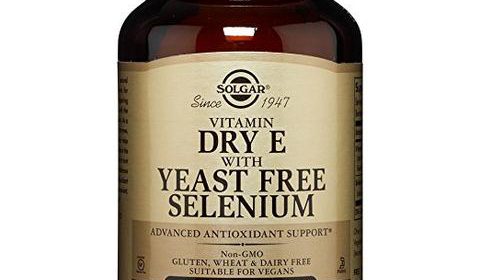 SOLGAR®
Since 1947
VITAMIN
DRY E
WITH
YEAST FREE
SELENIUM
ADVANCED ANTIOXIDANT SUPPORT*
Non-GMO
GLUTEN, WHEAT & DAIRY FREE
SUITABLE FOR VEGANS